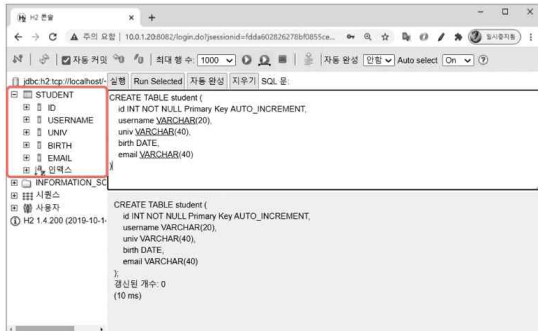 H2 콘솔
주의 요함 | 10.0.1.20:8082/login.do?jsessionid=fdda602826278bf0855ce...
일시중지됨
자동 커밋 최대 행 수: 1000 자동 완성 안함 Auto select On
jdbc:h2:tcp://localhost/~
실행 Run Selected 자동 완성 지우기 SQL 문:
STUDENT
ID
USERNAME
UNIV
BIRTH
EMAIL
인덱스
INFORMATION_SC
시퀀스
사용자
H2 1.4.200 (2019-10-1
CREATE TABLE student (
id INT NOT NULL Primary Key AUTO_INCREMENT,
username VARCHAR(20),
univ VARCHAR(40),
birth DATE,
email VARCHAR(40)
)
CREATE TABLE student (
id INT NOT NULL Primary Key AUTO_INCREMENT,
username VARCHAR(20),
univ VARCHAR(40),
birth DATE,
email VARCHAR(40)
);
갱신된 개수: 0
(10 ms)